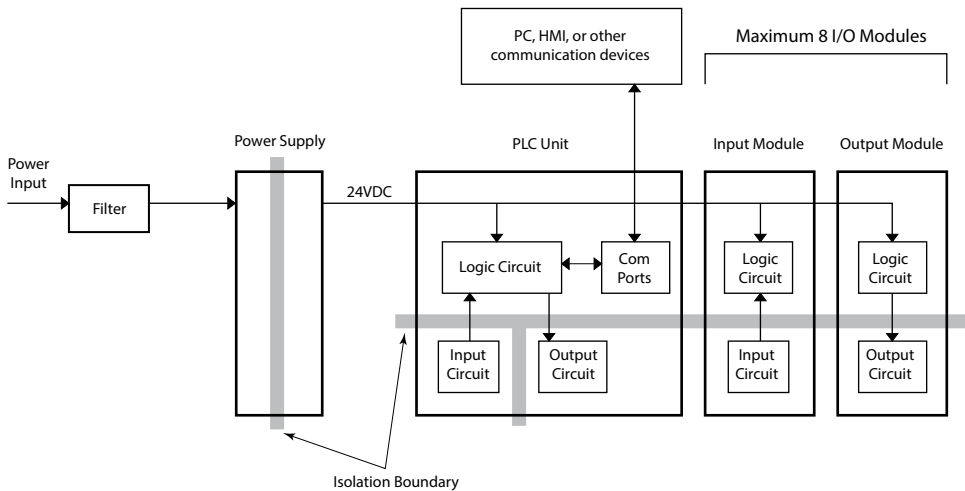 PC, HMI, or other
communication devices
Maximum 8 I/O Modules
Power Supply
PLC Unit
Input Module
Output Module
Power
Input
Filter
24VDC
Logic Circuit
Com
Ports
Logic
Circuit
Logic
Circuit
Input
Circuit
Output
Circuit
Input
Circuit
Output
Circuit
Isolation Boundary